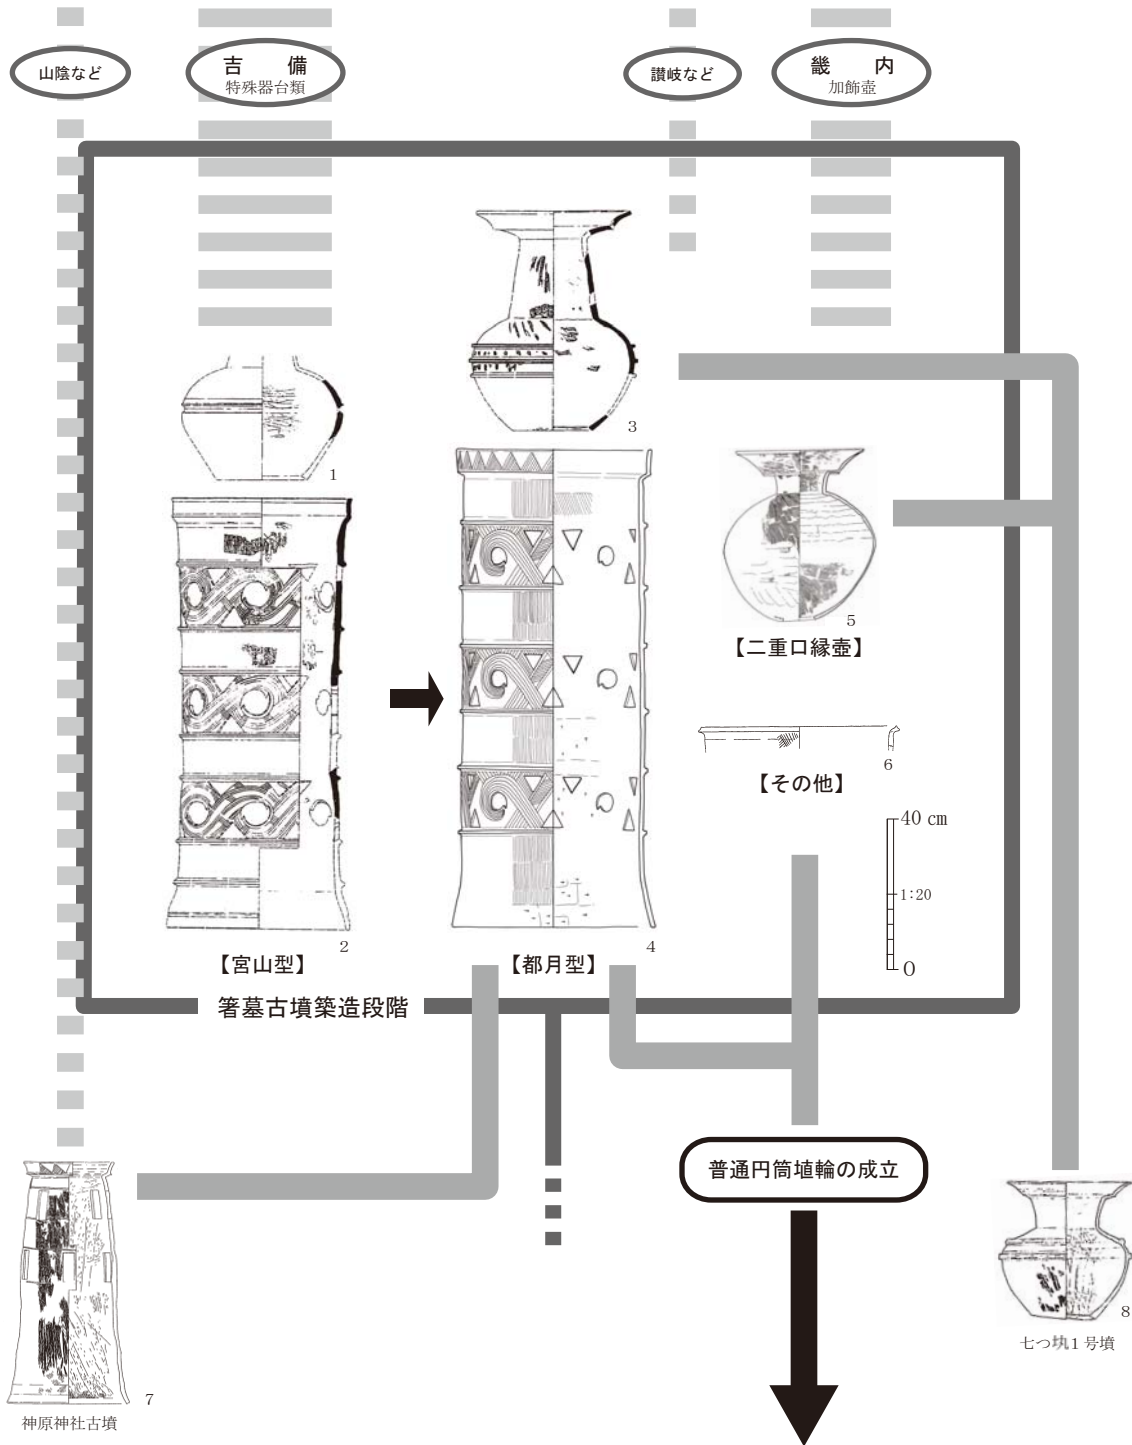 山陰など
吉 備
特殊器台類
讃岐など
畿 内
加飾壺
1
2
【宮山型】
3
4
【都月型】
5
【二重口縁壺】
6
【その他】
40 cm
1:20
0
箸墓古墳築造段階
普通円筒埴輪の成立
7
神原神社古墳
8
七つ𡉕1号墳